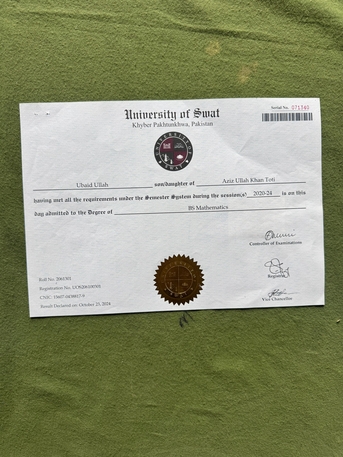 University of Swat
Khyber Pakhtunkhwa, Pakistan
Serial No. 071340
Ubaid Ullah son/daughter of Aziz Ullah Khan Toti
having met all the requirements under the Semester System during the session(s) 2020-24 is on this
day admitted to the Degree of BS Mathematics
Controller of Examinations
Registrar
Vice Chancellor
Roll No:
Registration No.
CNIC:
Result Declared on: October 25, 2024